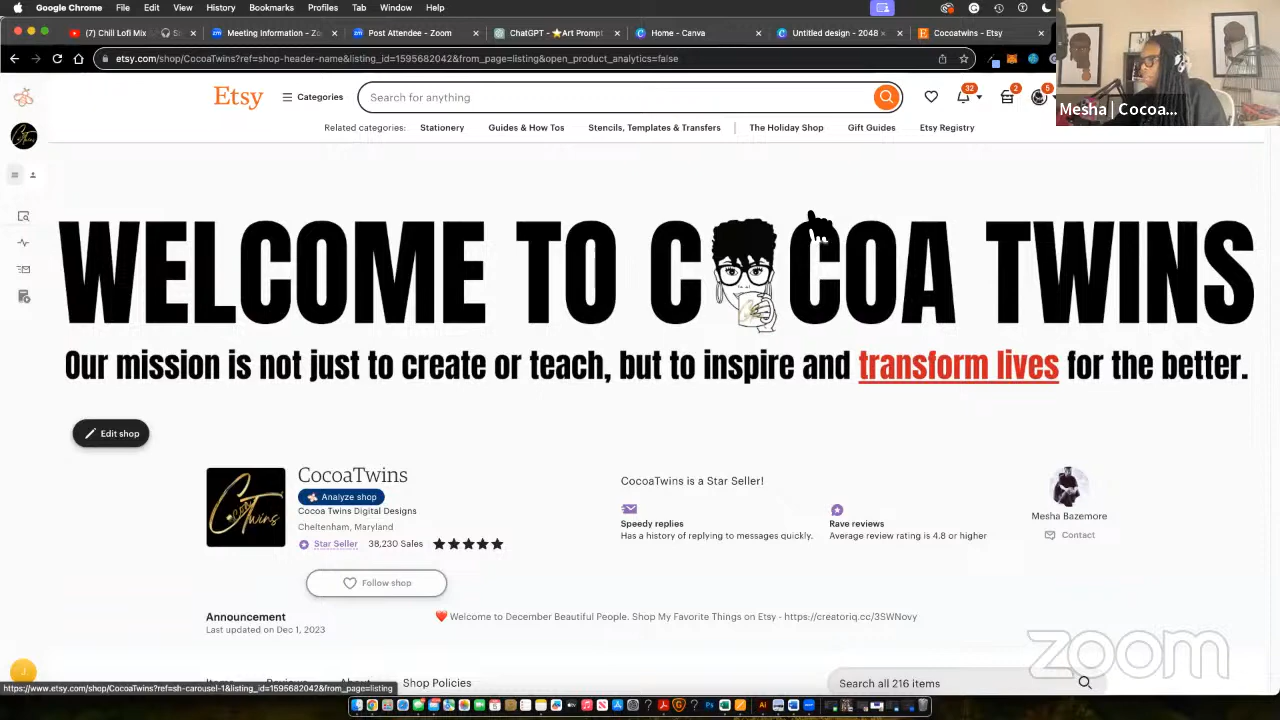 Google Chrome File Edit View History Bookmarks Profiles Tab Window Help
(7) Chill Lofi Mix
Meeting Information - Zo
Post Attendee - Zoom
ChatGPT - ⭐Art Prompt
Home - Canva
Untitled design - 2048 ×
Cocoatwins - Etsy
etsy.com/shop/CocoaTwins?ref=shop-header-name&listing_id=1595682042&from_page=listing&open_product_analytics=false
Mesha | Cocoa...
Etsy
Categories
Search for anything
32
2
5
Related categories: Stationery Guides & How Tos Stencils, Templates & Transfers The Holiday Shop Gift Guides Etsy Registry
WELCOME TO C COA TWINS
Our mission is not just to create or teach, but to inspire and transform lives for the better.
Edit shop
CocoaTwins
Analyze shop
Cocoa Twins Digital Designs
Cheltenham, Maryland
Star Seller 38,230 Sales
Follow shop
CocoaTwins is a Star Seller!
Speedy replies
Has a history of replying to messages quickly.
Rave reviews
Average review rating is 4.8 or higher
Mesha Bazemore
Contact
Announcement
Last updated on Dec 1, 2023
❤️ Welcome to December Beautiful People. Shop My Favorite Things on Etsy - https://creatoriq.cc/3SWNovy
zoom
J
Items Reviews About Shop Policies
Search all 216 items
https://www.etsy.com/shop/CocoaTwins?ref=sh-carousel-1&listing_id=1595682042&from_page=listing